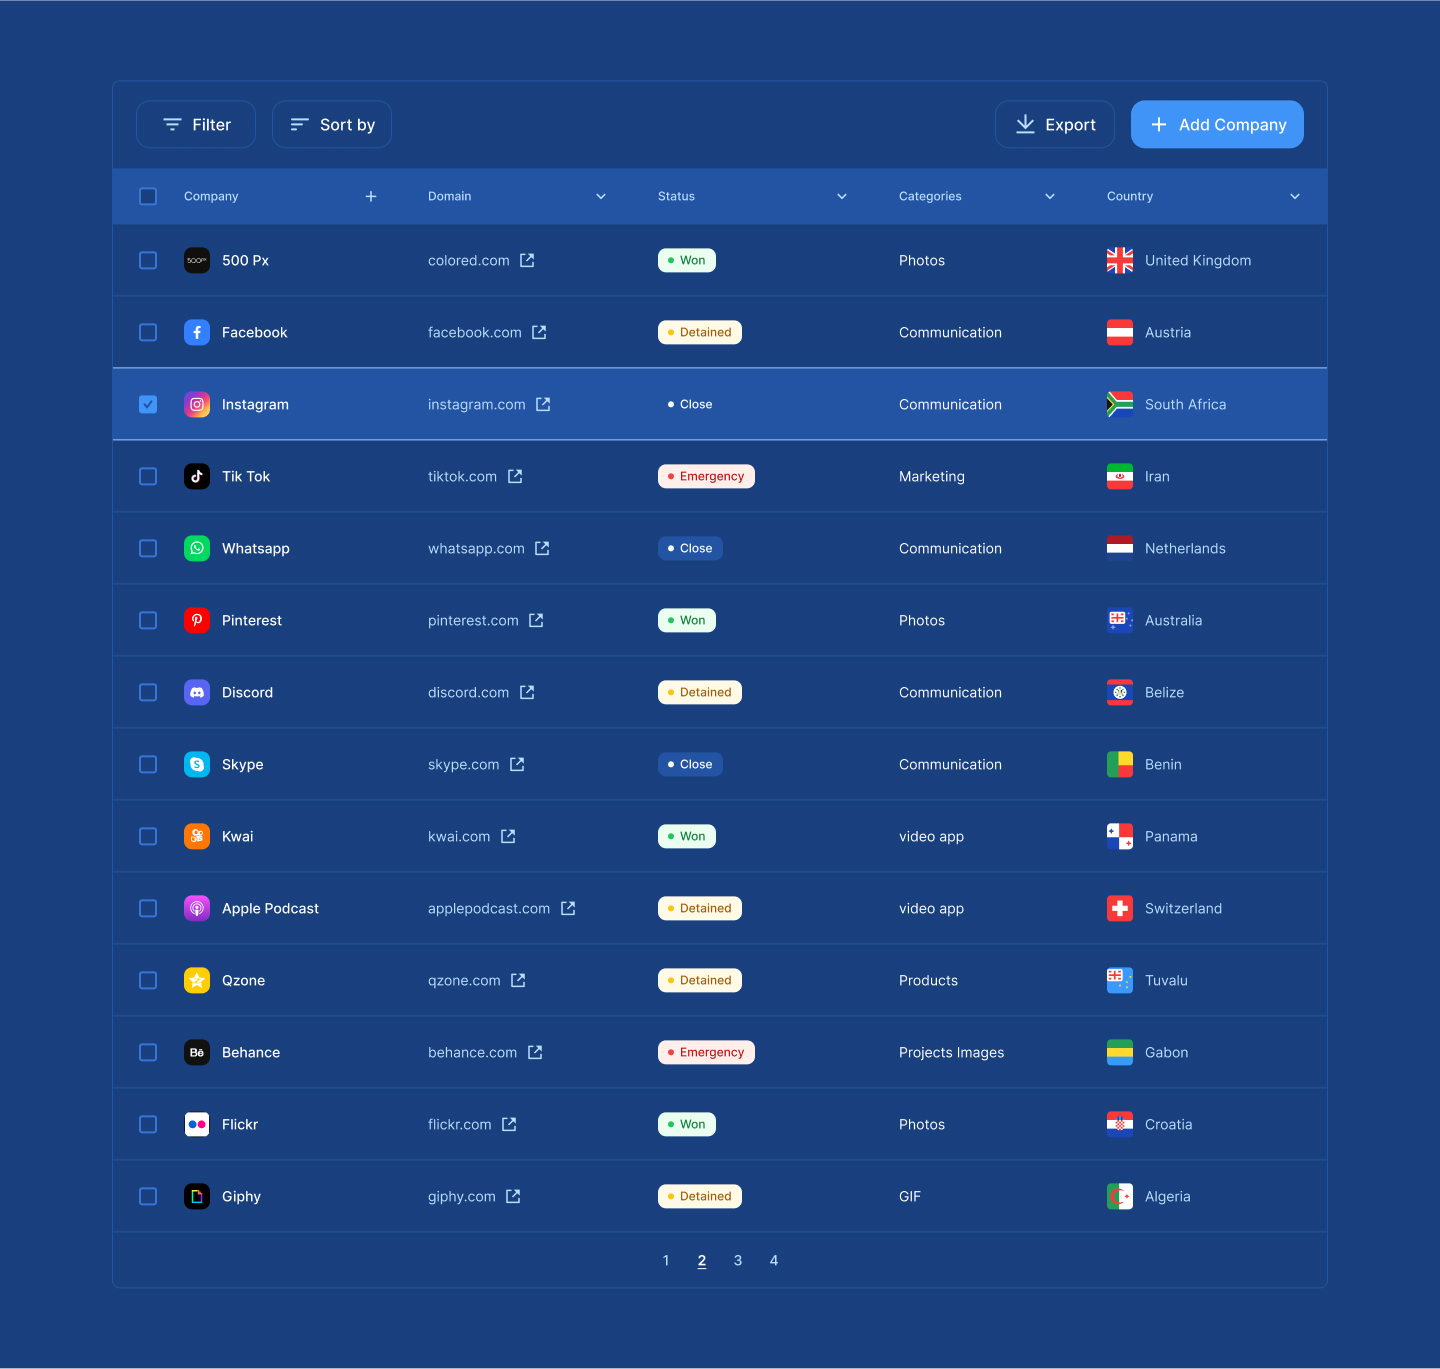 Filter Sort by Export Add Company
Company Domain Status Categories Country
500px 500 Px colored.com Won Photos United Kingdom
Facebook facebook.com Detained Communication Austria
Instagram instagram.com Close Communication South Africa
Tik Tok tiktok.com Emergency Marketing Iran
Whatsapp whatsapp.com Close Communication Netherlands
Pinterest pinterest.com Won Photos Australia
Discord discord.com Detained Communication Belize
Skype skype.com Close Communication Benin
Kwai kwai.com Won video app Panama
Apple Podcast applepodcast.com Detained video app Switzerland
Qzone qzone.com Detained Products Tuvalu
Bē Behance behance.com Emergency Projects Images Gabon
Flickr flickr.com Won Photos Croatia
Giphy giphy.com Detained GIF Algeria
1 2 3 4